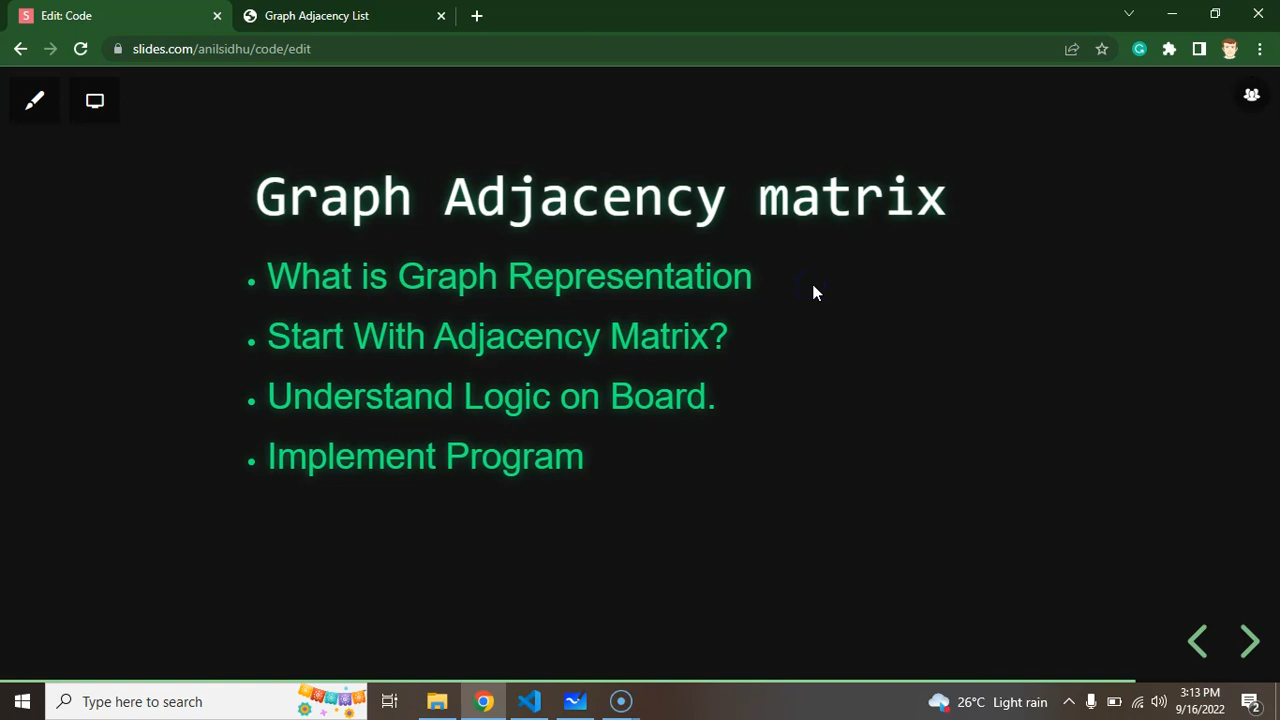 Edit: Code
Graph Adjacency List
slides.com/anilsidhu/code/edit
Graph Adjacency matrix
• What is Graph Representation
• Start With Adjacency Matrix?
• Understand Logic on Board.
• Implement Program
Type here to search
26°C Light rain
3:13 PM
9/16/2022
2